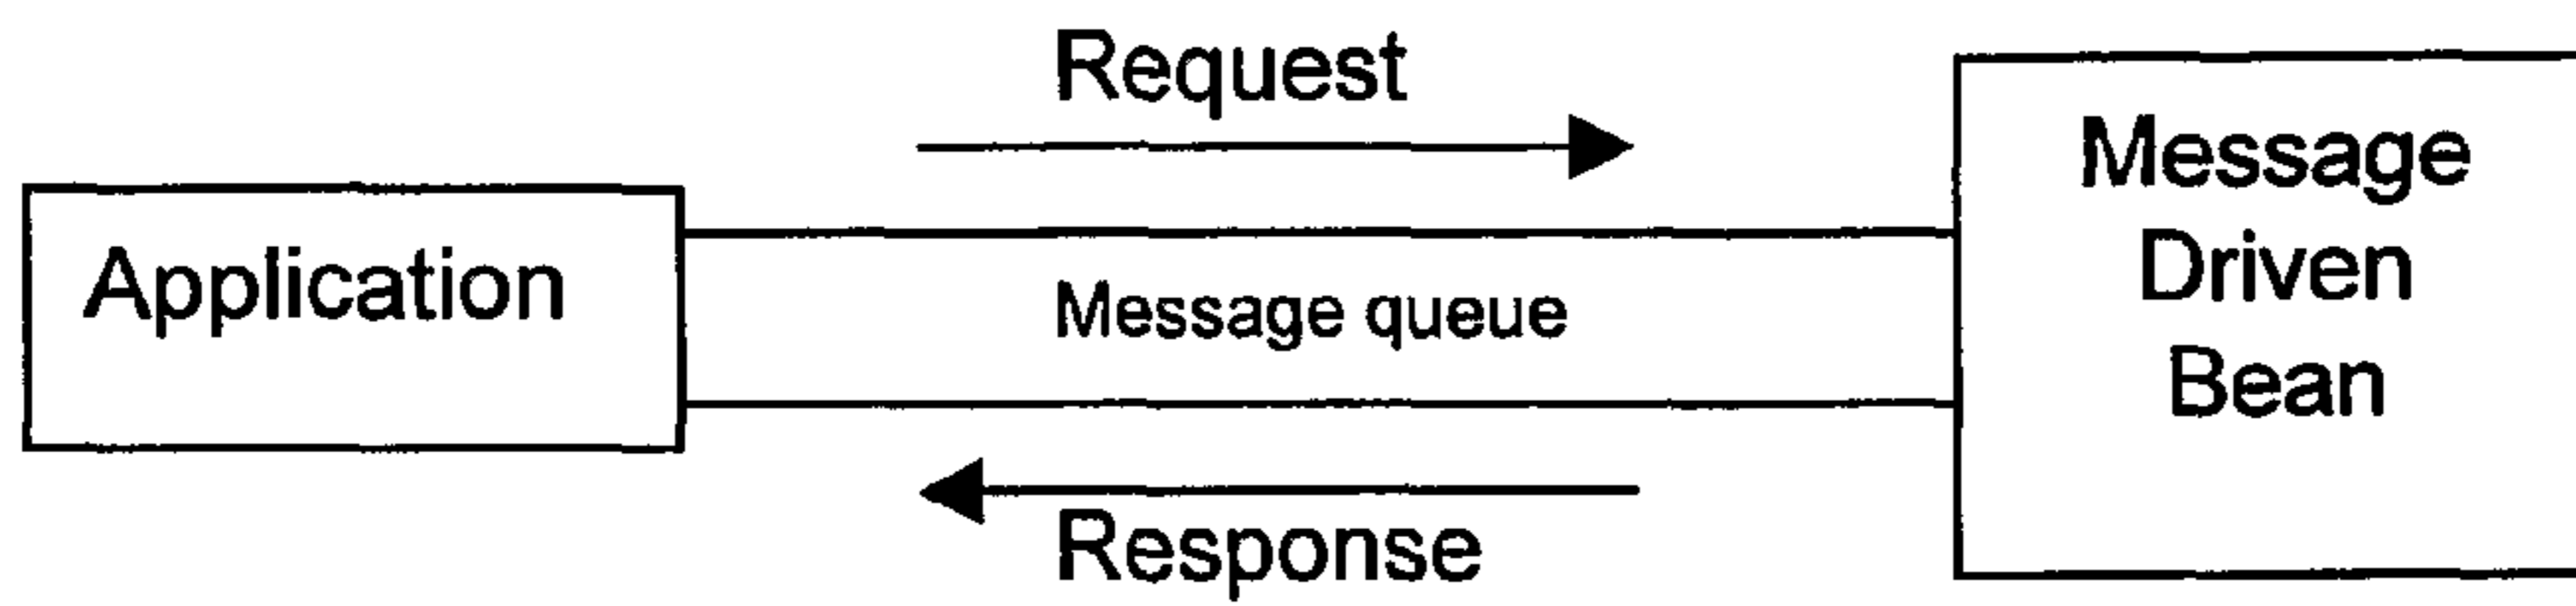 Request
Application
Message queue
Response
Message
Driven
Bean